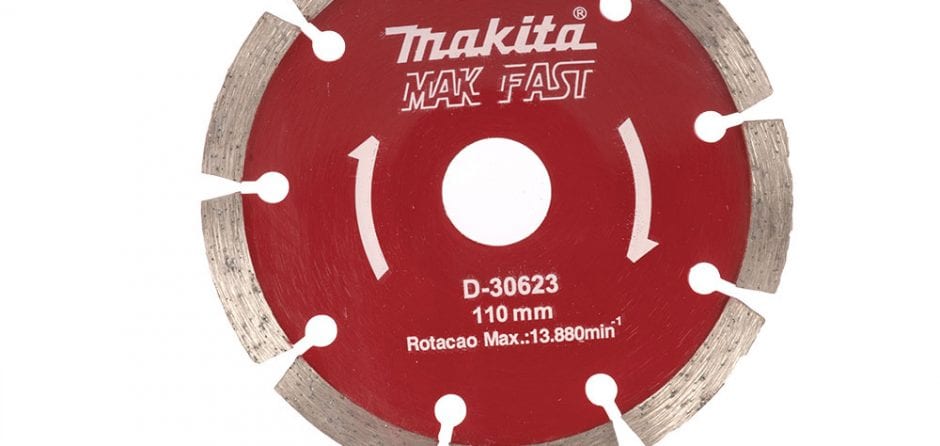 makita®
MAK FAST
D-30623
110 mm
Rotacao Max.:13.880min-1